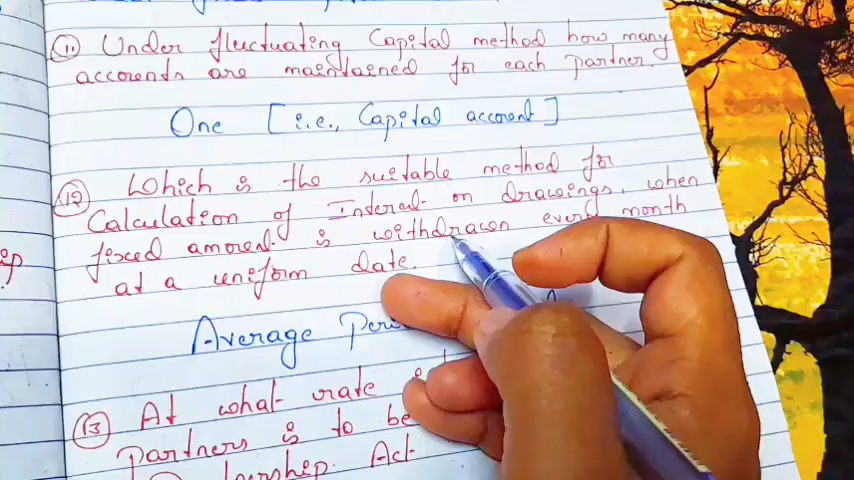 (11) Under fluctuating Capital method how many
accounts are maintained for each partner.
One [i.e., Capital account]
(12) Which is the suitable method for
Calculation of Interest on drawings, when
fixed amount is withdrawn every month
at a uniform date.
Average
(13) At what rate
partners is to be
Act